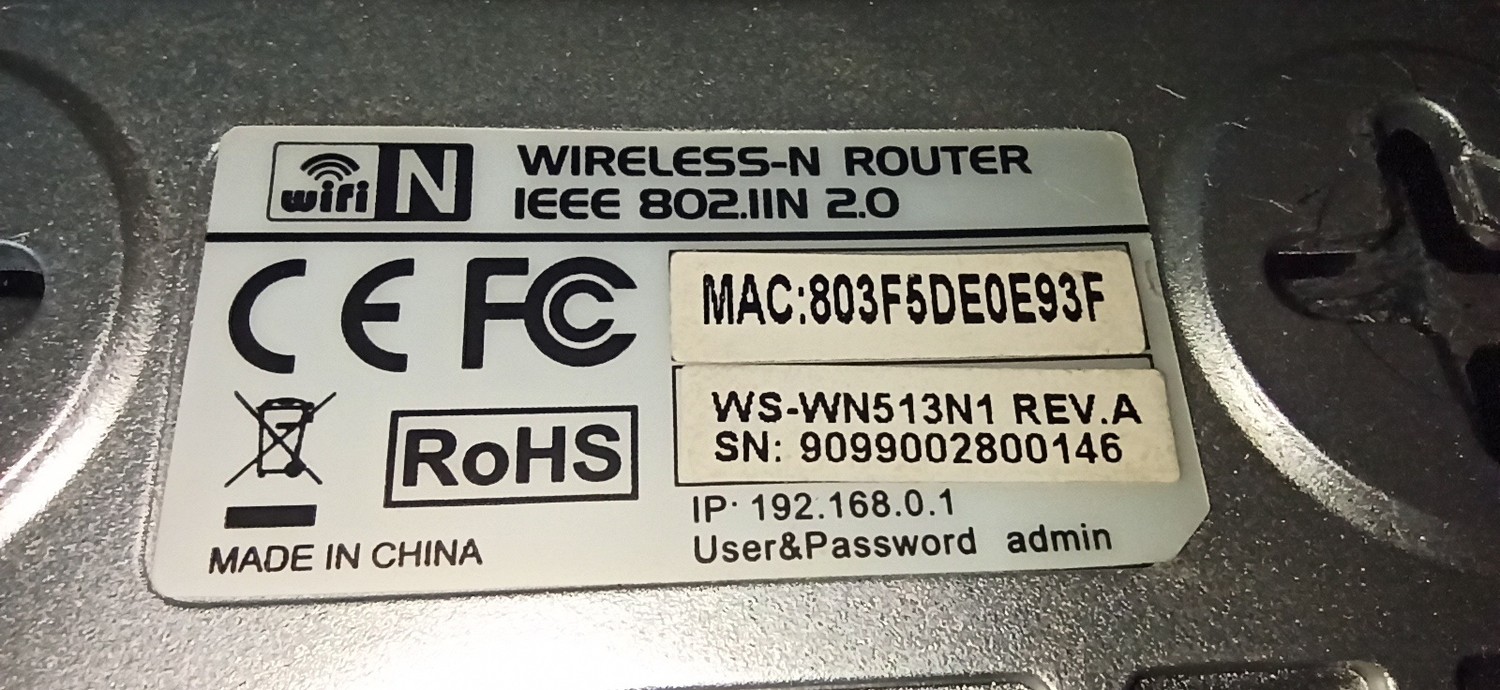 wifi N
WIRELESS-N ROUTER
IEEE 802.11N 2.0
CE FC
MAC:803F5DE0E93F
WS-WN513N1 REV.A
SN: 9099002800146
RoHS
IP: 192.168.0.1
User&Password admin
MADE IN CHINA